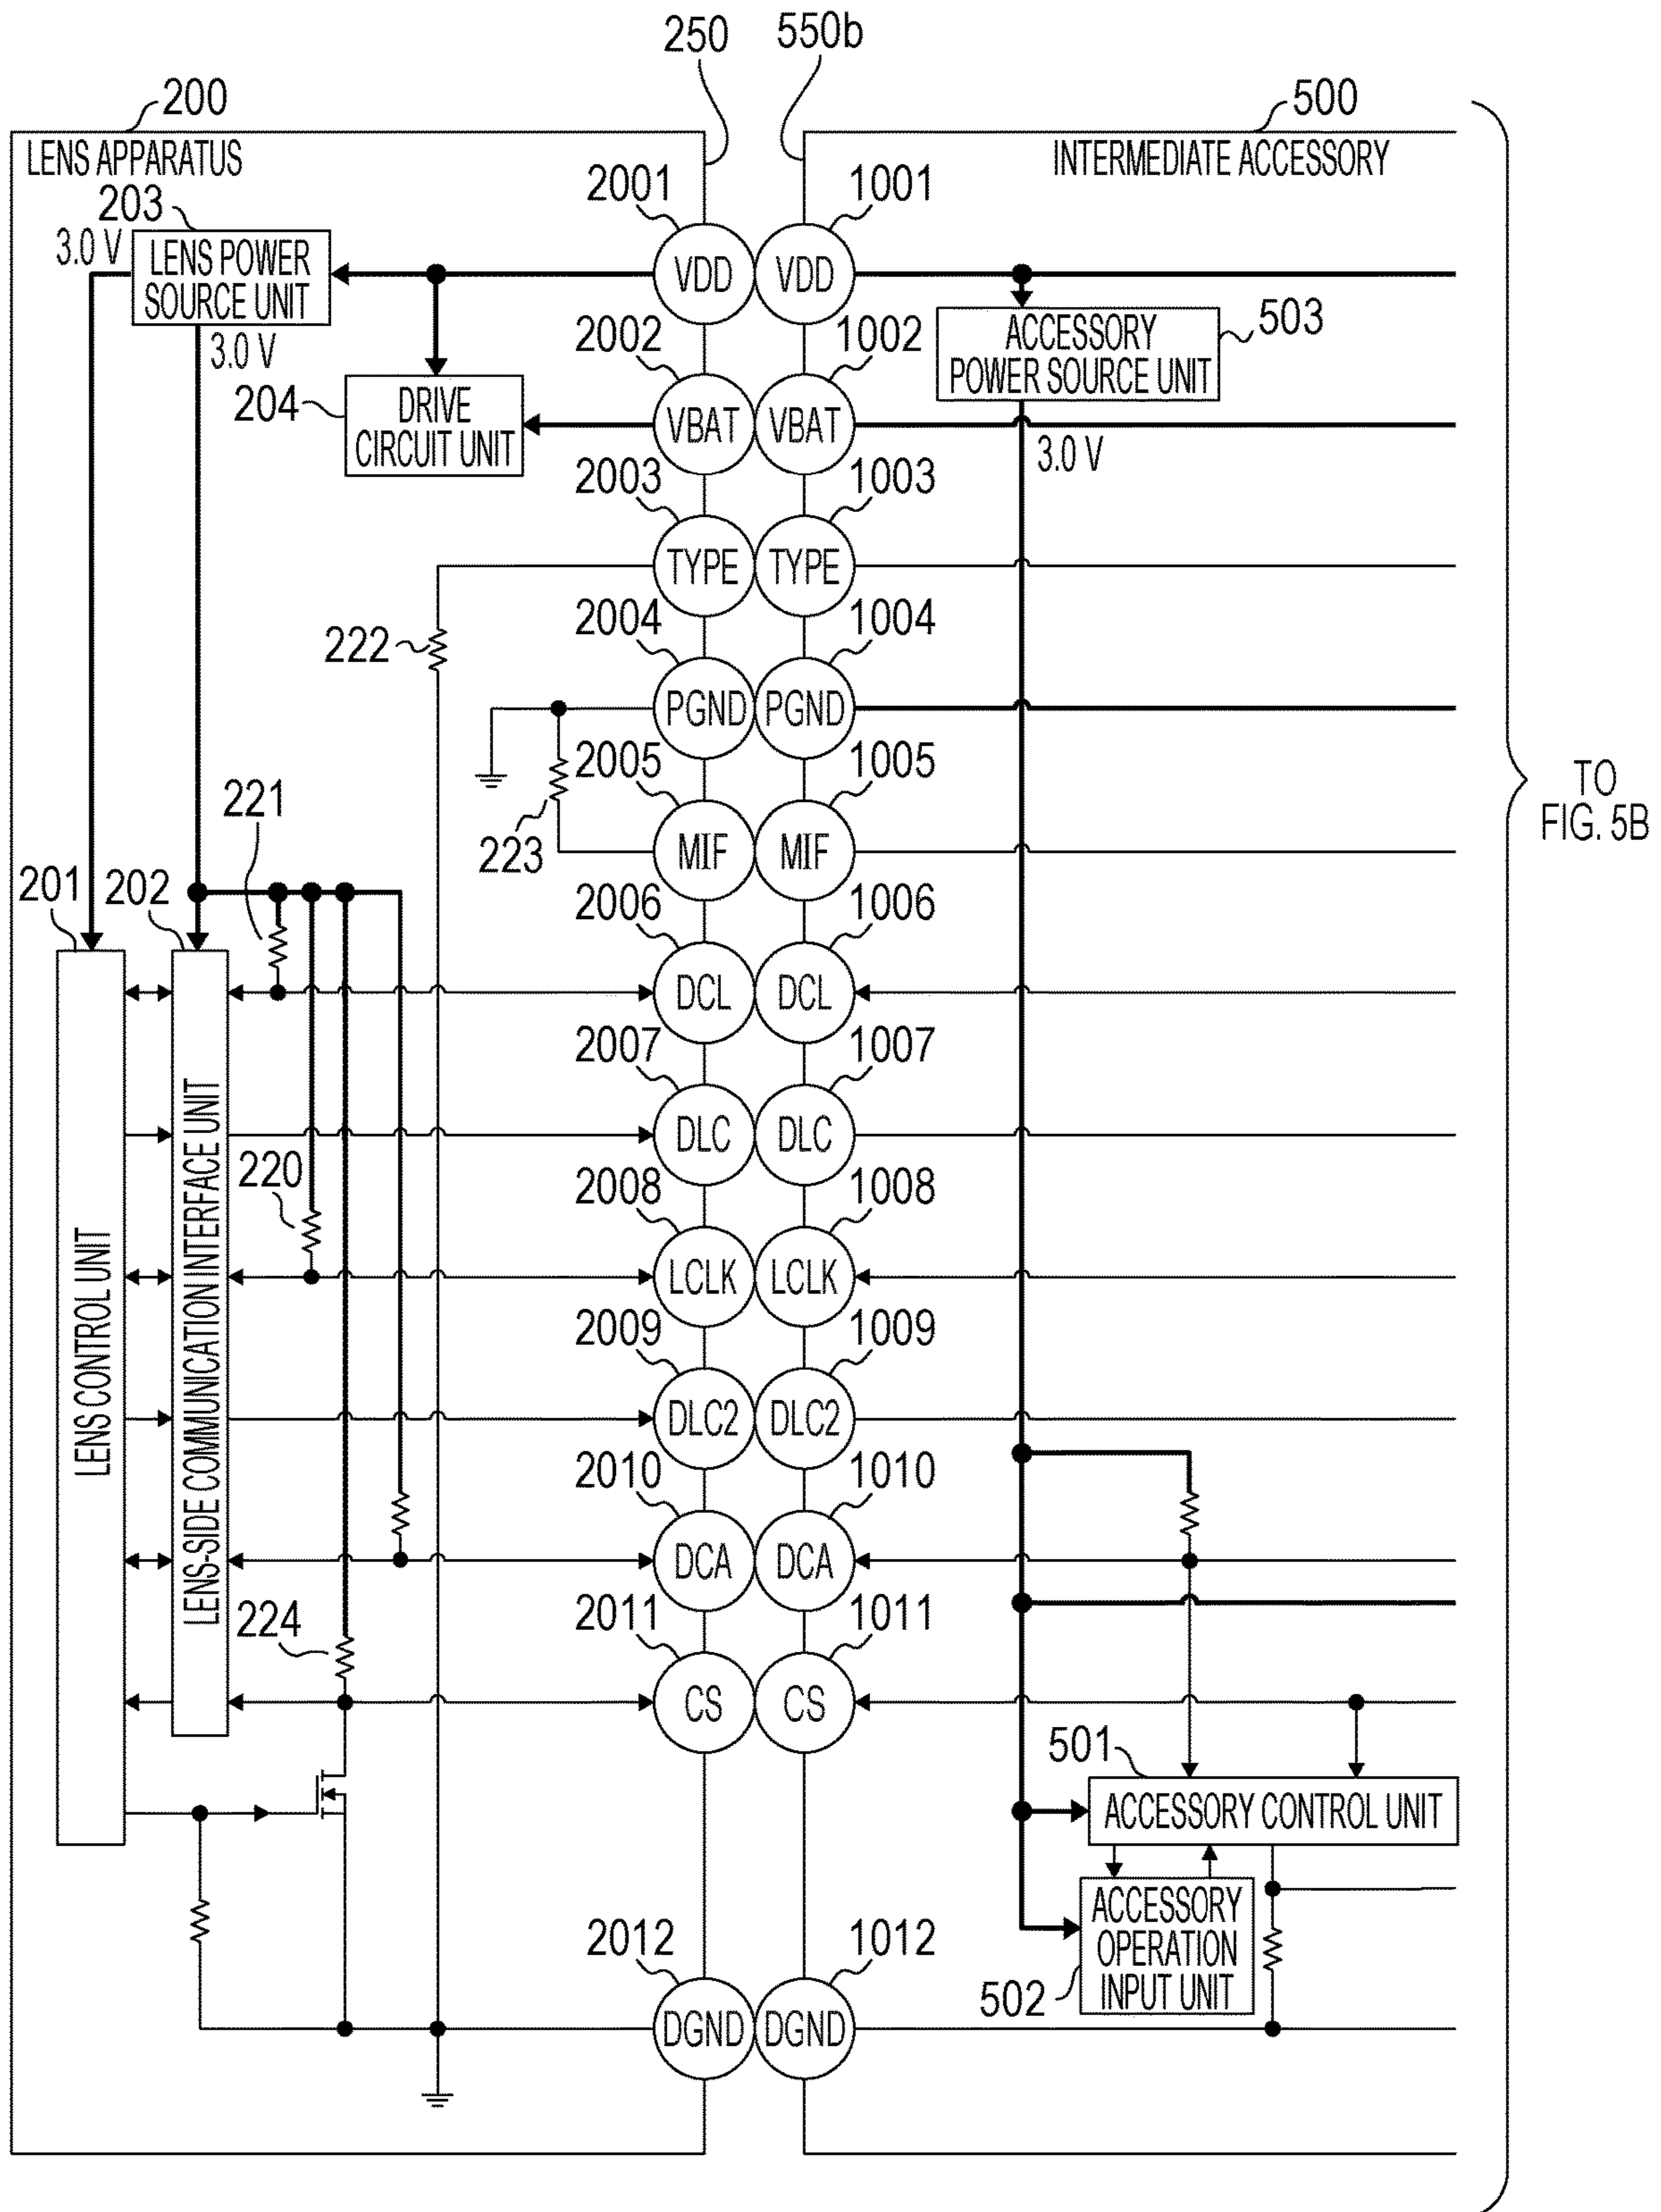 250
550b
200
500
LENS APPARATUS
INTERMEDIATE ACCESSORY
203
3.0 V
LENS POWER
SOURCE UNIT
3.0 V
2001
1001
VDD
VDD
503
ACCESSORY
POWER SOURCE UNIT
3.0 V
204
DRIVE
CIRCUIT UNIT
2002
1002
VBAT
VBAT
2003
1003
TYPE
TYPE
222
2004
1004
PGND
PGND
223
2005
1005
MIF
MIF
TO
FIG. 5B
221
201
202
2006
1006
DCL
DCL
2007
1007
DLC
DLC
220
2008
1008
LCLK
LCLK
LENS CONTROL UNIT
LENS-SIDE COMMUNICATION INTERFACE UNIT
2009
1009
DLC2
DLC2
2010
1010
DCA
DCA
224
2011
1011
CS
CS
501
ACCESSORY CONTROL UNIT
502
ACCESSORY
OPERATION
INPUT UNIT
2012
1012
DGND
DGND